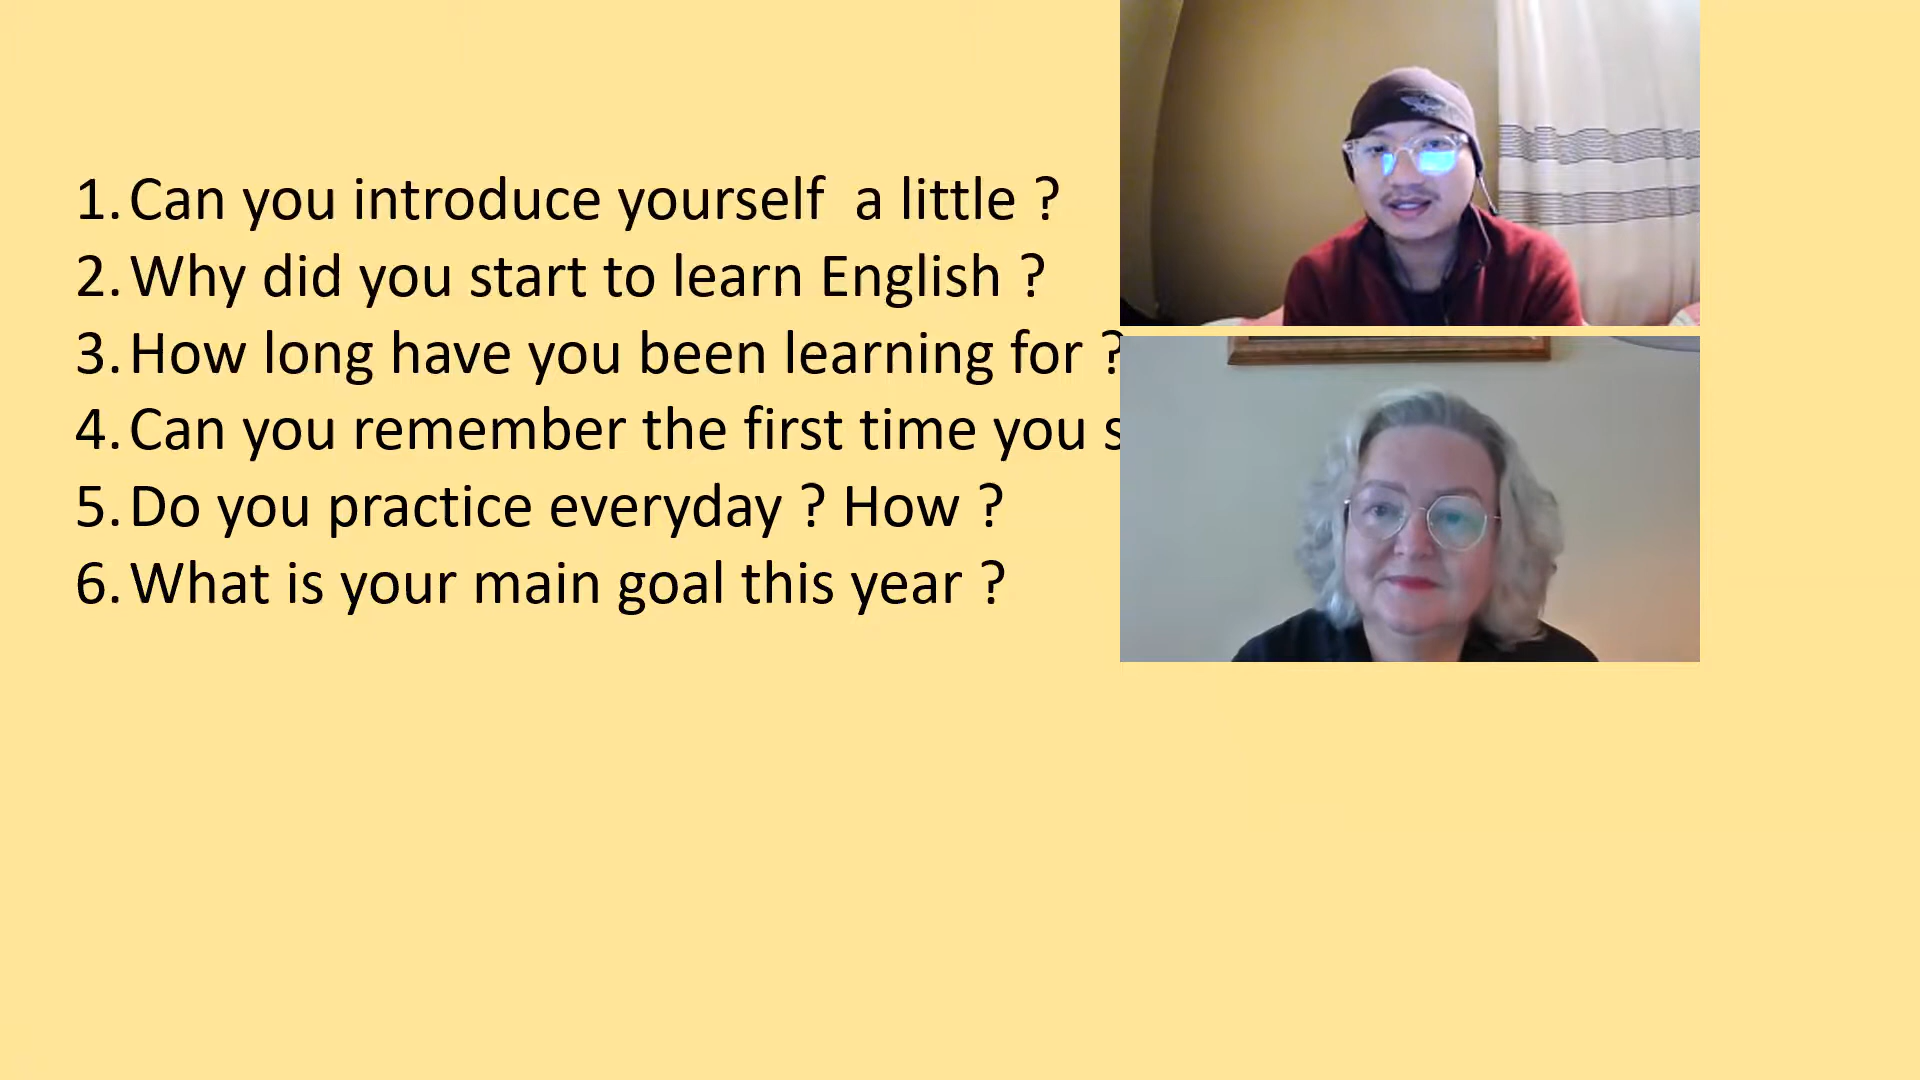 1. Can you introduce yourself  a little ?
2. Why did you start to learn English ?
3. How long have you been learning for ?
4. Can you remember the first time you
5. Do you practice everyday ? How ?
6. What is your main goal this year ?